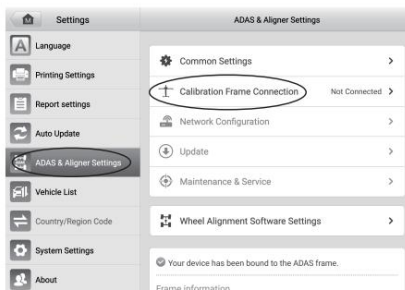 Settings
ADAS & Aligner Settings
Language
Printing Settings
Report settings
Auto Update
ADAS & Aligner Settings
Vehicle List
Country/Region Code
System Settings
About
Common Settings
Calibration Frame Connection Not Connected
Network Configuration
Update
Maintenance & Service
Wheel Alignment Software Settings
Your device has been bound to the ADAS frame.
Frame information